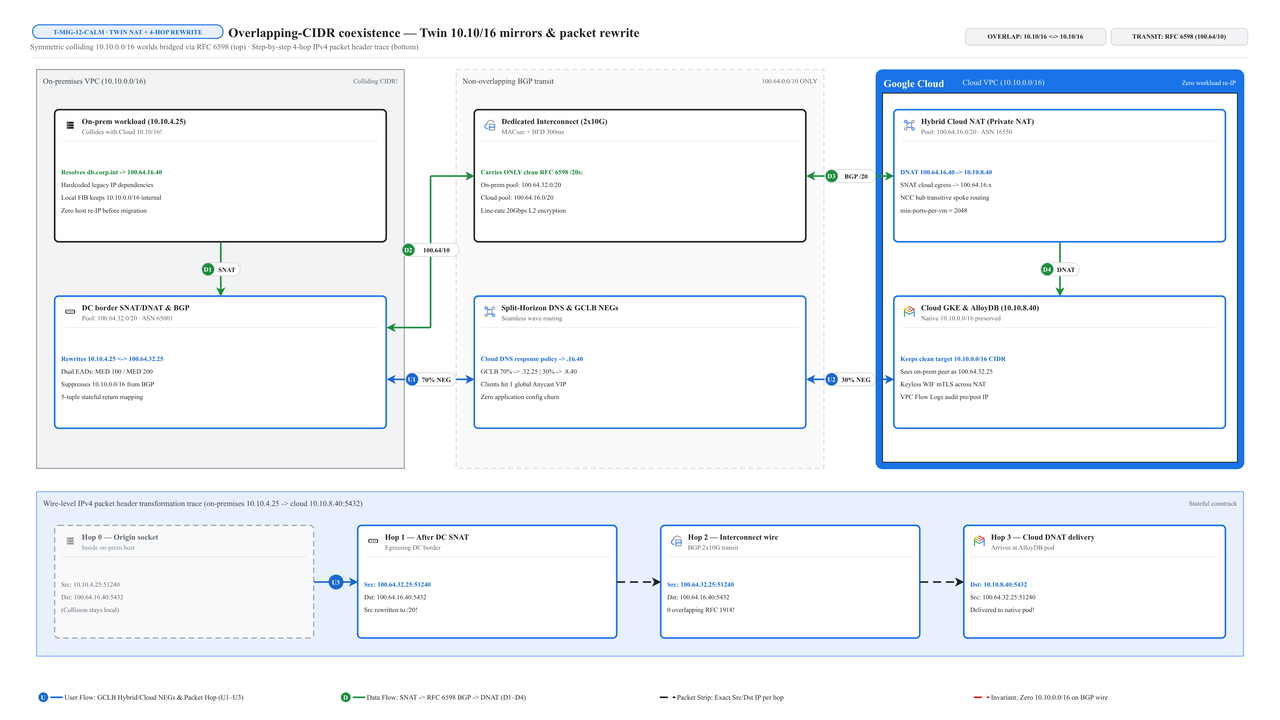 T-MIG-12-CALM · TWIN NAT + 4-HOP REWRITE
Overlapping-CIDR coexistence — Twin 10.10/16 mirrors & packet rewrite
Symmetric colliding 10.10.0.0/16 worlds bridged via RFC 6598 (top) · Step-by-step 4-hop IPv4 packet header trace (bottom)
OVERLAP: 10.10/16 <-> 10.10/16
TRANSIT: RFC 6598 (100.64/10)
On-premises VPC (10.10.0.0/16)
Colliding CIDR!
On-prem workload (10.10.4.25)
Collides with Cloud 10.10/16!
Resolves db.corp.int -> 100.64.16.40
Hardcoded legacy IP dependencies
Local FIB keeps 10.10.0.0/16 internal
Zero host re-IP before migration
D1 SNAT
DC border SNAT/DNAT & BGP
Pool: 100.64.32.0/20 · ASN 65001
Rewrites 10.10.4.25 <-> 100.64.32.25
Dual EADs: MED 100 / MED 200
Suppresses 10.10.0.0/16 from BGP
5-tuple stateful return mapping
D2 100.64/10
U1 70% NEG
Non-overlapping BGP transit
100.64.0.0/10 ONLY
Dedicated Interconnect (2x10G)
MACsec + BFD 300ms
Carries ONLY clean RFC 6598 /20s:
On-prem pool: 100.64.32.0/20
Cloud pool: 100.64.16.0/20
Line-rate 20Gbps L2 encryption
Split-Horizon DNS & GCLB NEGs
Seamless wave routing
Cloud DNS response policy -> .16.40
GCLB 70% -> .32.25 | 30% -> .8.40
Clients hit 1 global Anycast VIP
Zero application config churn
D3 BGP /20
U2 30% NEG
Google Cloud
Cloud VPC (10.10.0.0/16)
Zero workload re-IP
Hybrid Cloud NAT (Private NAT)
Pool: 100.64.16.0/20 · ASN 16550
DNAT 100.64.16.40 -> 10.10.8.40
SNAT cloud egress -> 100.64.16.x
NCC hub transitive spoke routing
min-ports-per-vm = 2048
D4 DNAT
Cloud GKE & AlloyDB (10.10.8.40)
Native 10.10.0.0/16 preserved
Keeps clean target 10.10.0.0/16 CIDR
Sees on-prem peer as 100.64.32.25
Keyless WIF mTLS across NAT
VPC Flow Logs audit pre/post IP
Wire-level IPv4 packet header transformation trace (on-premises 10.10.4.25 -> cloud 10.10.8.40:5432)
Stateful conntrack
Hop 0 — Origin socket
Inside on-prem host
Src: 10.10.4.25:51240
Dst: 100.64.16.40:5432
(Collision stays local)
U3
Hop 1 — After DC SNAT
Egressing DC border
Src: 100.64.32.25:51240
Dst: 100.64.16.40:5432
Src rewritten to /20!
Hop 2 — Interconnect wire
BGP 2x10G transit
Src: 100.64.32.25:51240
Dst: 100.64.16.40:5432
0 overlapping RFC 1918!
Hop 3 — Cloud DNAT delivery
Arrives at AlloyDB pod
Dst: 10.10.8.40:5432
Src: 100.64.32.25:51240
Delivered to native pod!
U User Flow: GCLB Hybrid/Cloud NEGs & Packet Hop (U1–U3)
D Data Flow: SNAT -> RFC 6598 BGP -> DNAT (D1–D4)
Packet Strip: Exact Src/Dst IP per hop
Invariant: Zero 10.10.0.0/16 on BGP wire